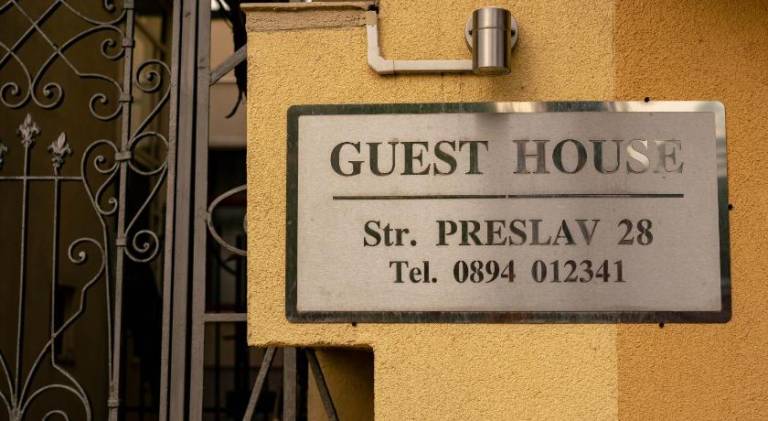 GUEST HOUSE
Str. PRESLAV 28
Tel. 0894 012341